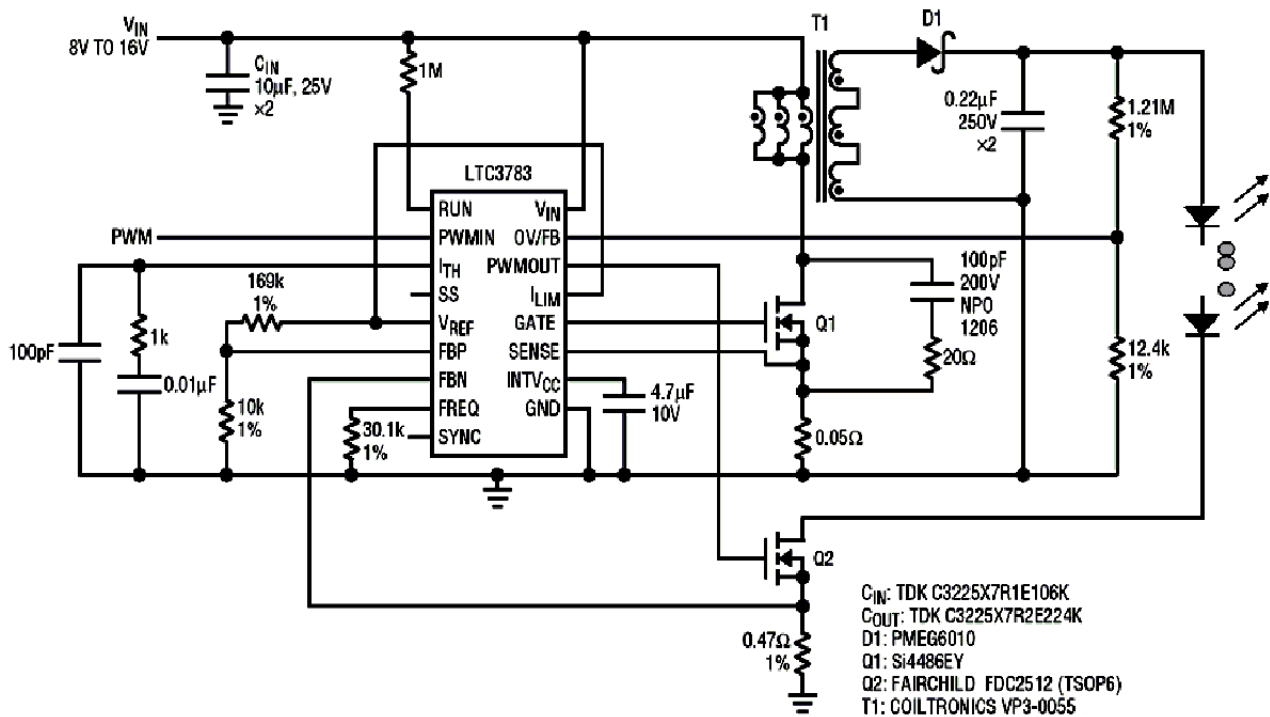 VIN
8V TO 16V
CIN
10µF, 25V
×2
1M
T1
D1
0.22µF
250V
×2
1.21M
1%
LTC3783
RUN
PWMIN
ITH
SS
VREF
FBP
FBN
FREQ
SYNC
VIN
OV/FB
PWMOUT
ILIM
GATE
SENSE
INTVCC
GND
PWM
169k
1%
100pF
1k
0.01µF
10k
1%
30.1k
1%
4.7µF
10V
Q1
100pF
200V
NPO
1206
20Ω
0.05Ω
12.4k
1%
Q2
0.47Ω
1%
CIN: TDK C3225X7R1E106K
COUT: TDK C3225X7R2E224K
D1: PMEG6010
Q1: Si4486EY
Q2: FAIRCHILD FDC2512 (TSOP6)
T1: COILTRONICS VP3-0055